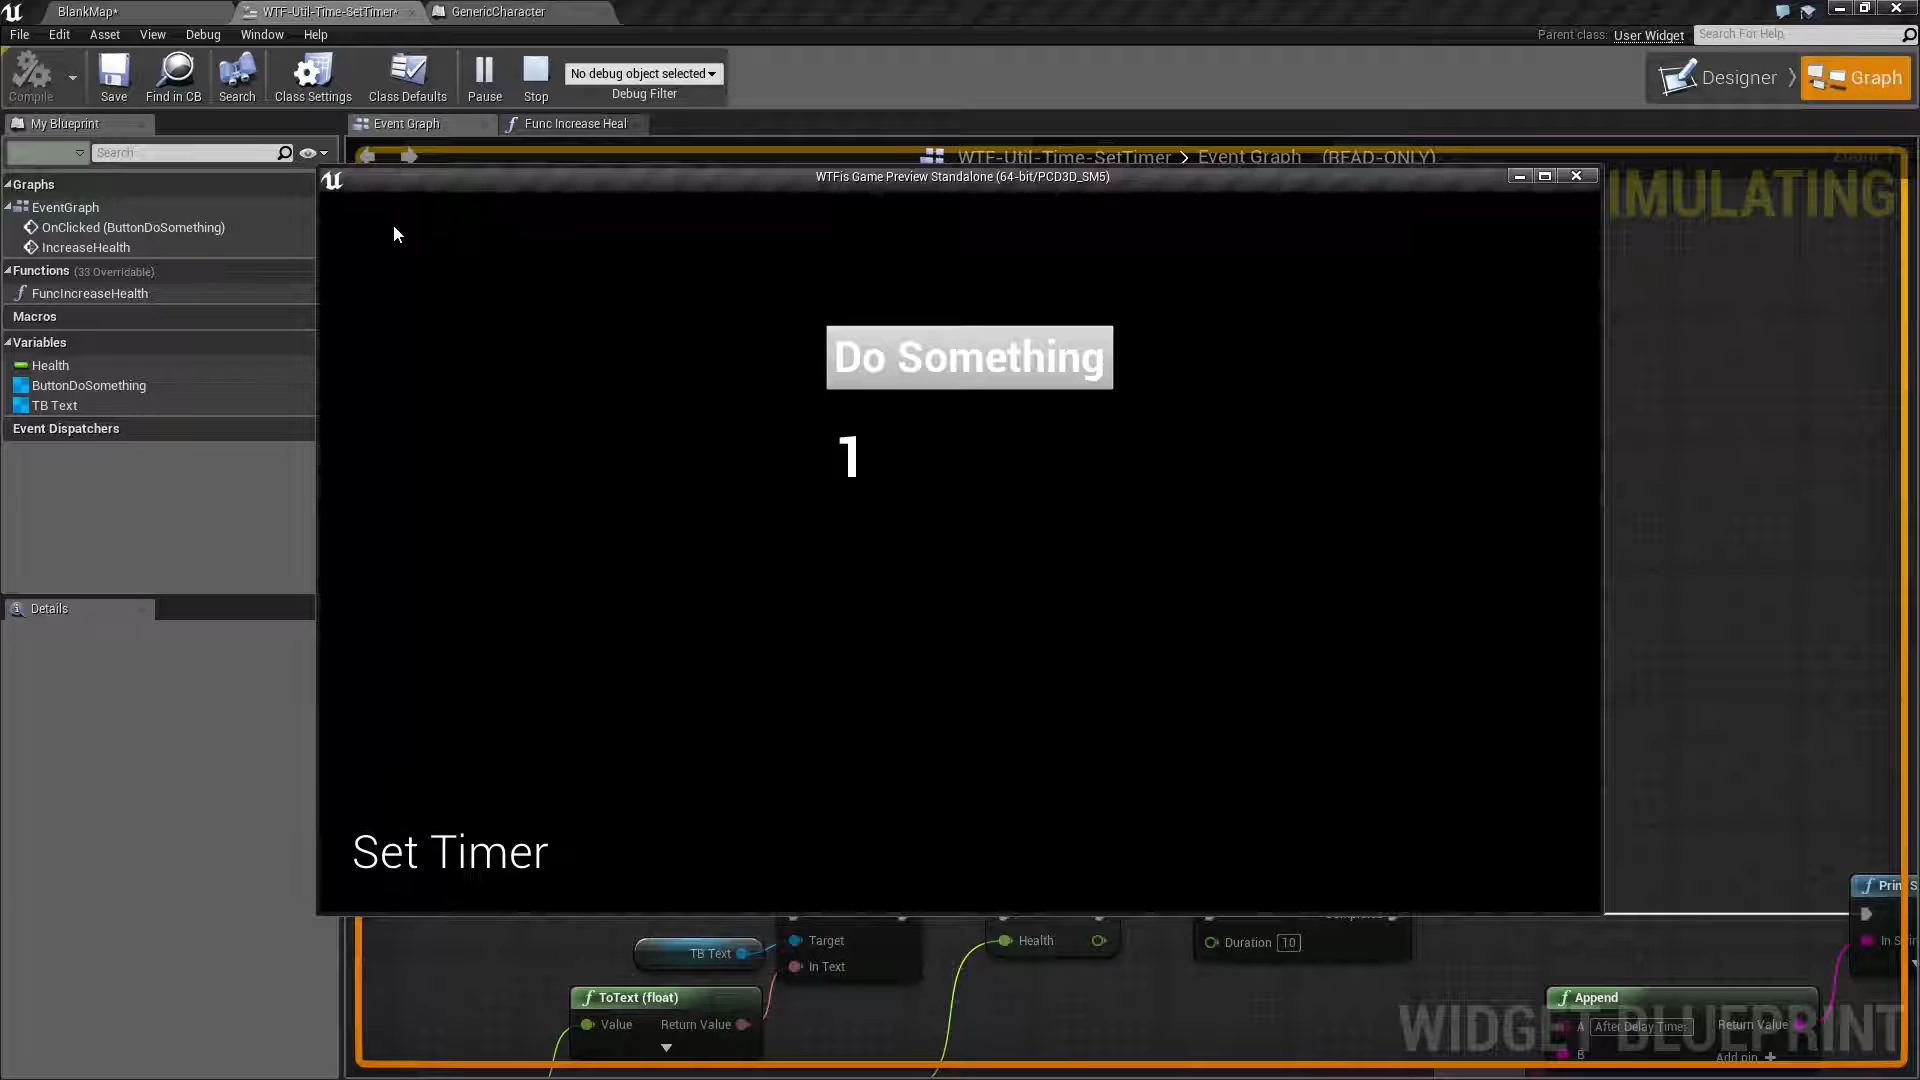 BlankMap*
WTF-Util-Time-SetTimer*
GenericCharacter
File Edit Asset View Debug Window Help
Parent class: User Widget
Search For Help
Compile
Save
Find in CB
Search
Class Settings
Class Defaults
Pause
Stop
No debug object selected
Debug Filter
Designer
Graph
My Blueprint
Event Graph
Func Increase Heal
Search
WTF-Util-Time-SetTimer > Event Graph (READ-ONLY)
IMULATING
WTFis Game Preview Standalone (64-bit/PCD3D_SM5)
Graphs
EventGraph
OnClicked (ButtonDoSomething)
IncreaseHealth
Functions (33 Overridable)
FuncIncreaseHealth
Macros
Variables
Health
ButtonDoSomething
TB Text
Event Dispatchers
Details
Do Something
1
Set Timer
TB Text
Target
In Text
Health
Duration 10
ToText (float)
Value Return Value
Append
A After Delay Time: Return Value
B Add pin +
WIDGET BLUEPRINT